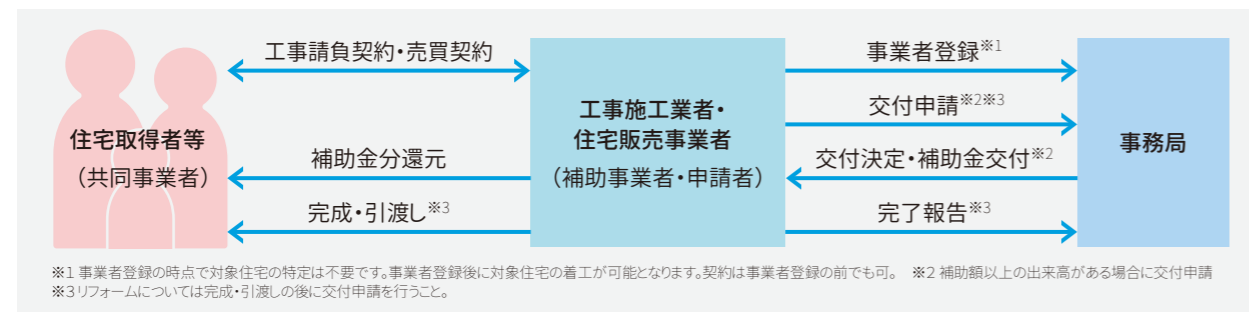 工事請負契約・売買契約
事業者登録※1
交付申請※2※3
工事施工業者・
住宅販売事業者
（補助事業者・申請者）
住宅取得者等
（共同事業者）
事務局
補助金分還元
交付決定・補助金交付※2
完成・引渡し※3
完了報告※3
※1 事業者登録の時点で対象住宅の特定は不要です。事業者登録後に対象住宅の着工が可能となります。契約は事業者登録の前でも可。 ※2 補助額以上の出来高がある場合に交付申請
※3リフォームについては完成・引渡しの後に交付申請を行うこと。